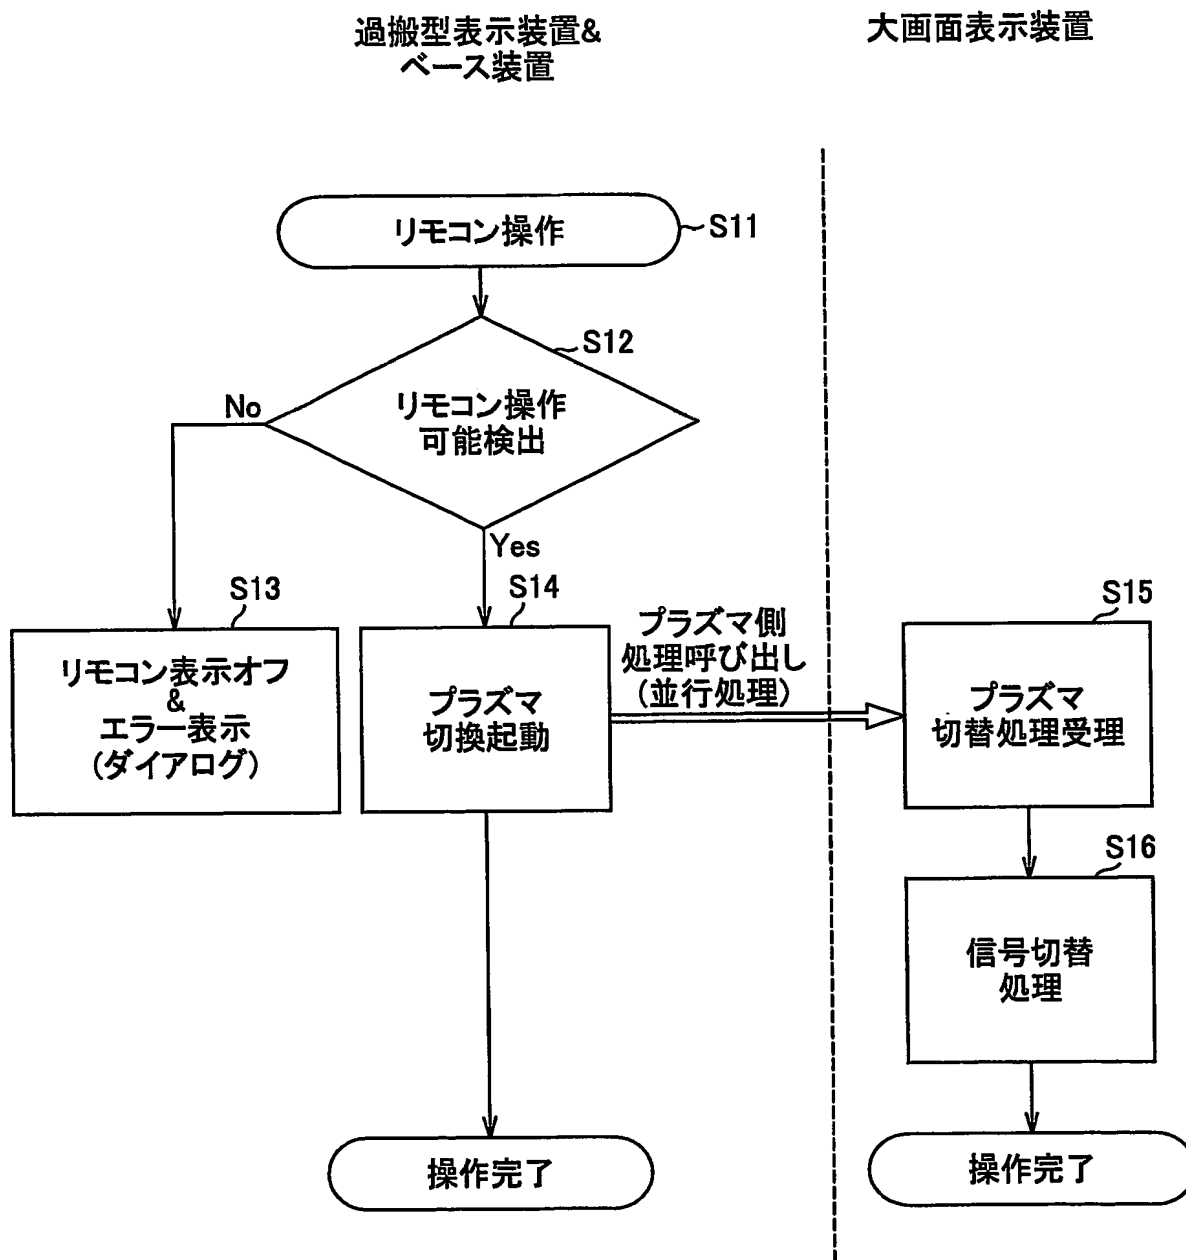 過搬型表示装置&
ベース装置
大画面表示装置
リモコン操作
S11
S12
リモコン操作
可能検出
No
Yes
S13
リモコン表示オフ
&
エラー表示
(ダイアログ)
S14
プラズマ
切換起動
プラズマ側
処理呼び出し
(並行処理)
S15
プラズマ
切替処理受理
S16
信号切替
処理
操作完了
操作完了